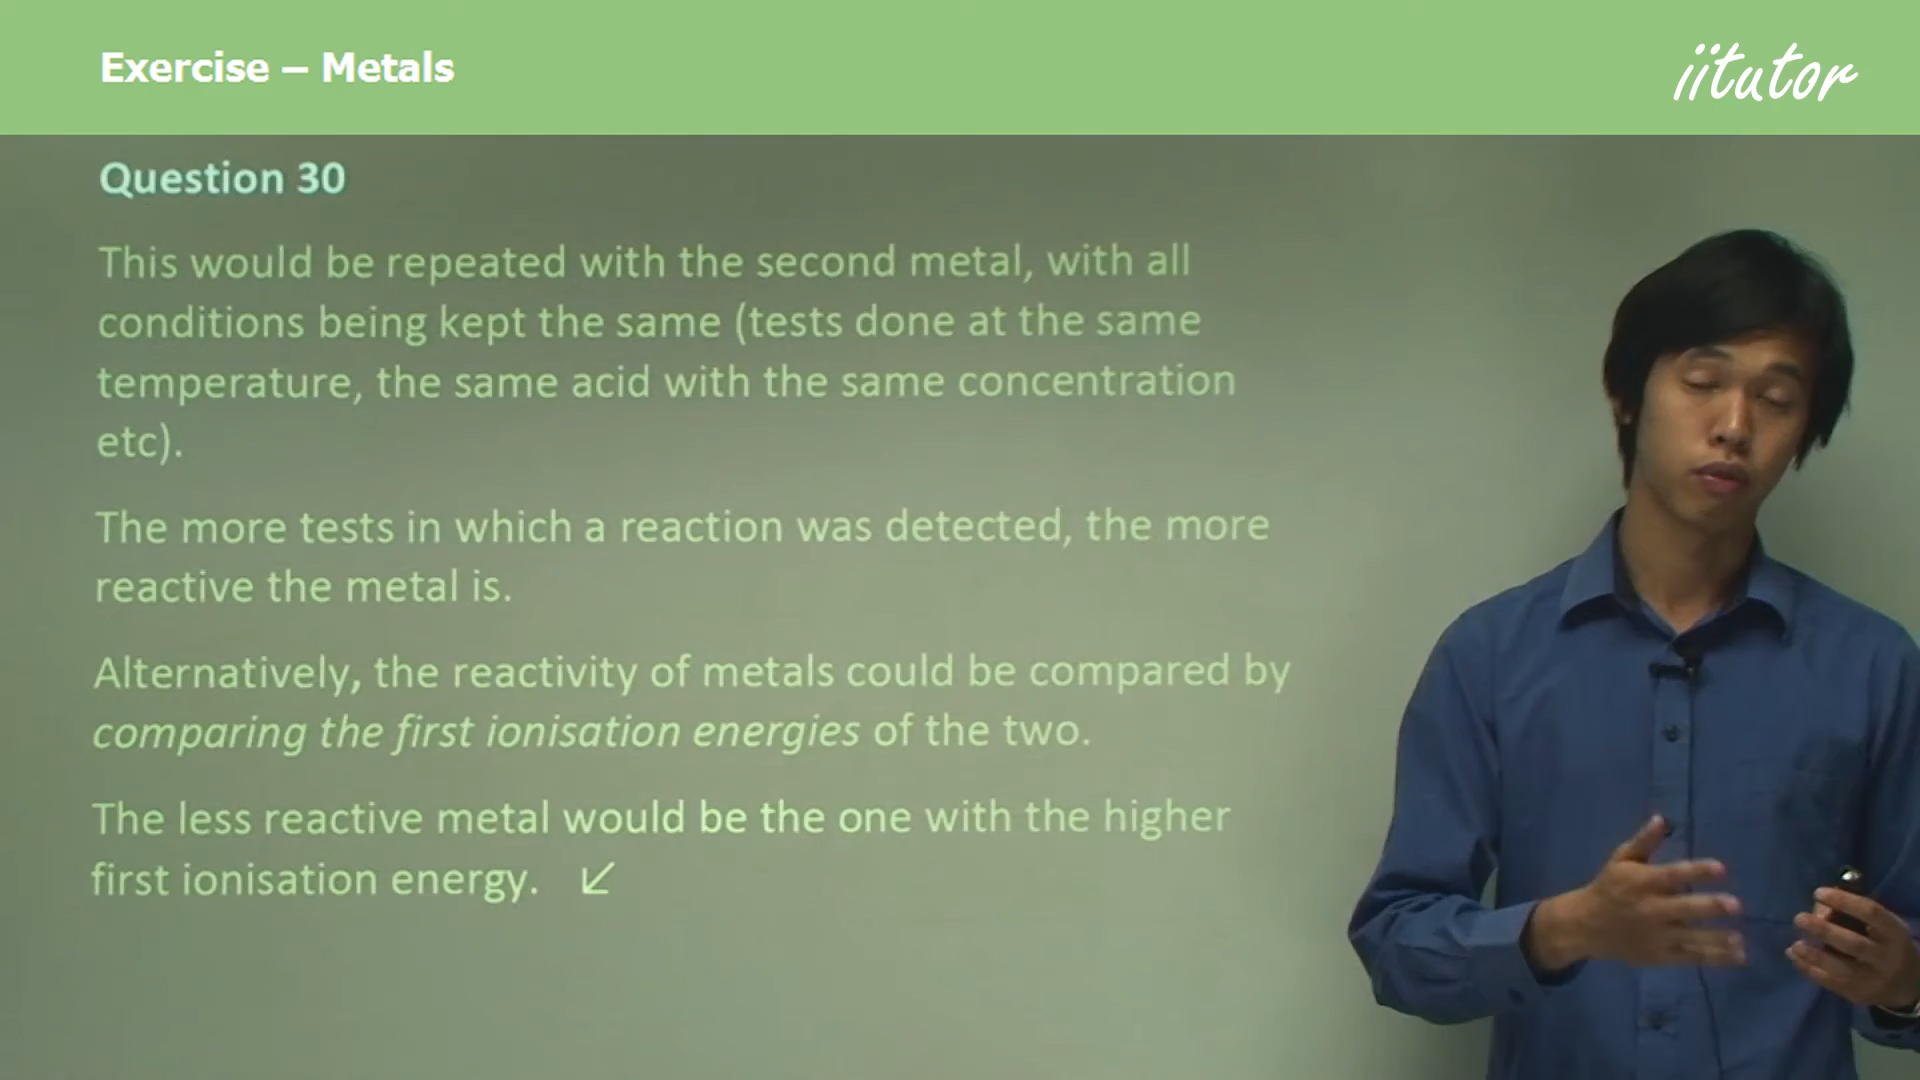 Exercise – Metals
iitutor
Question 30
This would be repeated with the second metal, with all
conditions being kept the same (tests done at the same
temperature, the same acid with the same concentration
etc).
The more tests in which a reaction was detected, the more
reactive the metal is.
Alternatively, the reactivity of metals could be compared by
comparing the first ionisation energies of the two.
The less reactive metal would be the one with the higher
first ionisation energy. ↙